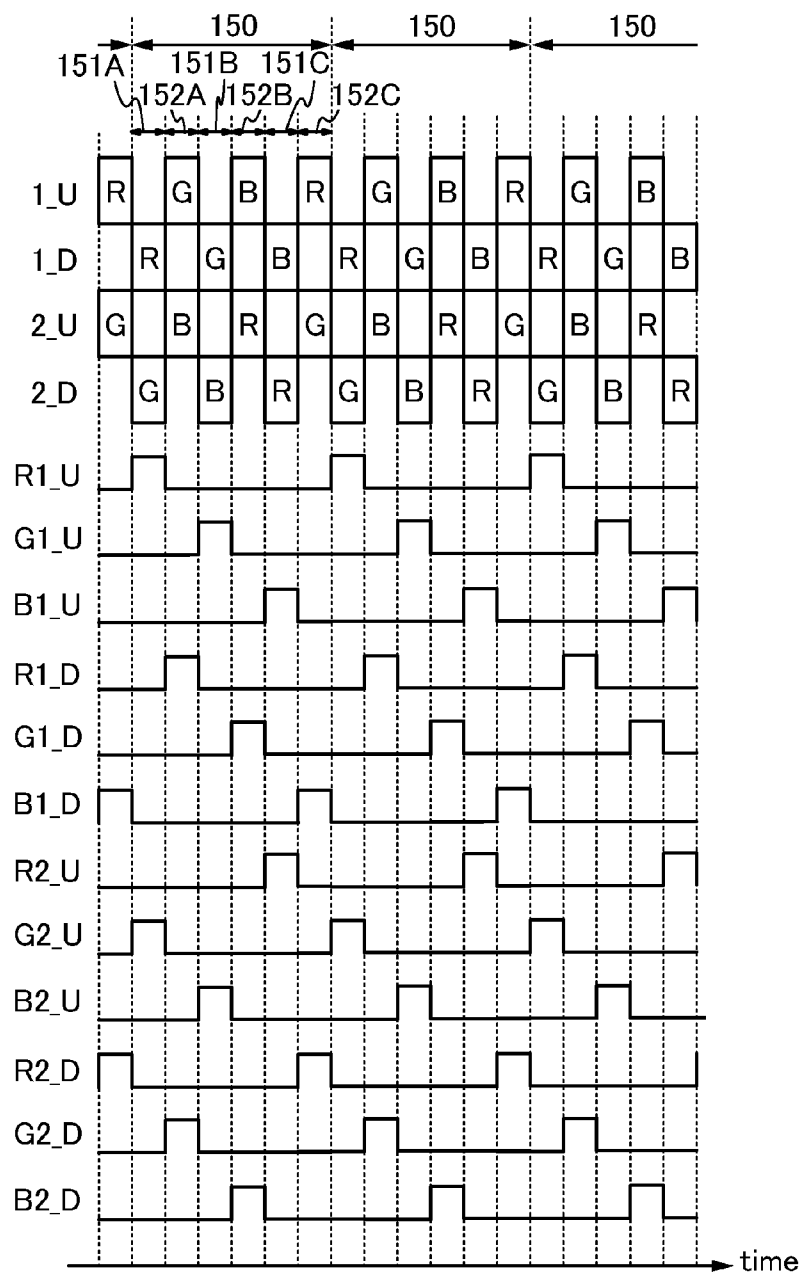 150 150 150
151A 151B 151C
152A 152B 152C
1_U R G B R G B R G B
1_D R G B R G B R G B
2_U G B R G B R G B R
2_D G B R G B R G B R
R1_U
G1_U
B1_U
R1_D
G1_D
B1_D
R2_U
G2_U
B2_U
R2_D
G2_D
B2_D
time